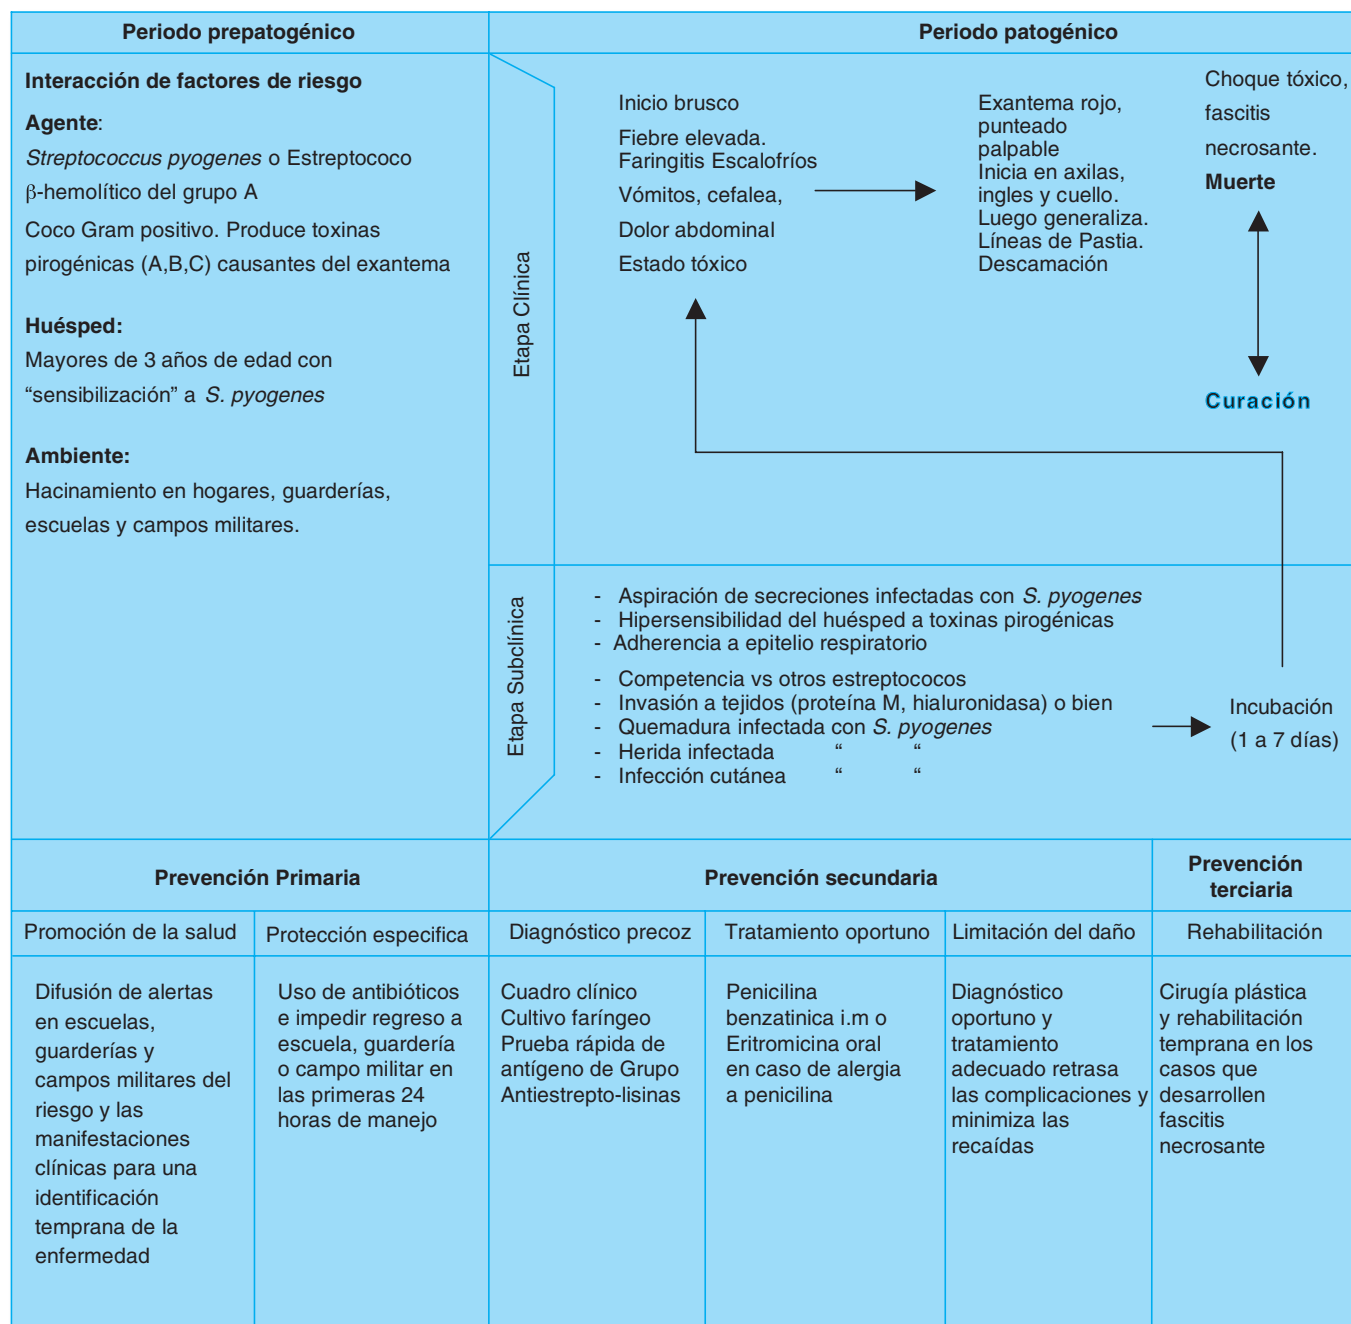 Periodo prepatogénico
Periodo patogénico
Interacción de factores de riesgo
Agente:
Streptococcus pyogenes o Estreptococo
β-hemolítico del grupo A
Coco Gram positivo. Produce toxinas
pirogénicas (A,B,C) causantes del exantema
Huésped:
Mayores de 3 años de edad con
“sensibilización” a S. pyogenes
Ambiente:
Hacinamiento en hogares, guarderías,
escuelas y campos militares.
Etapa Clínica
Inicio brusco
Fiebre elevada.
Faringitis Escalofríos
Vómitos, cefalea,
Dolor abdominal
Estado tóxico
Exantema rojo,
punteado
palpable
Inicia en axilas,
ingles y cuello.
Luego generaliza.
Líneas de Pastia.
Descamación
Choque tóxico,
fascitis
necrosante.
Muerte
Curación
Etapa Subclínica
- Aspiración de secreciones infectadas con S. pyogenes
- Hipersensibilidad del huésped a toxinas pirogénicas
- Adherencia a epitelio respiratorio
- Competencia vs otros estreptococos
- Invasión a tejidos (proteína M, hialuronidasa) o bien
- Quemadura infectada con S. pyogenes
- Herida infectada “ “
- Infección cutánea “ “
Incubación
(1 a 7 días)
Prevención Primaria
Prevención secundaria
Prevención
terciaria
Promoción de la salud
Protección especifica
Diagnóstico precoz
Tratamiento oportuno
Limitación del daño
Rehabilitación
Difusión de alertas
en escuelas,
guarderías y
campos militares del
riesgo y las
manifestaciones
clínicas para una
identificación
temprana de la
enfermedad
Uso de antibióticos
e impedir regreso a
escuela, guardería
o campo militar en
las primeras 24
horas de manejo
Cuadro clínico
Cultivo faríngeo
Prueba rápida de
antígeno de Grupo
Antiestrepto-lisinas
Penicilina
benzatinica i.m o
Eritromicina oral
en caso de alergia
a penicilina
Diagnóstico
oportuno y
tratamiento
adecuado retrasa
las complicaciones y
minimiza las
recaídas
Cirugía plástica
y rehabilitación
temprana en los
casos que
desarrollen
fascitis
necrosante